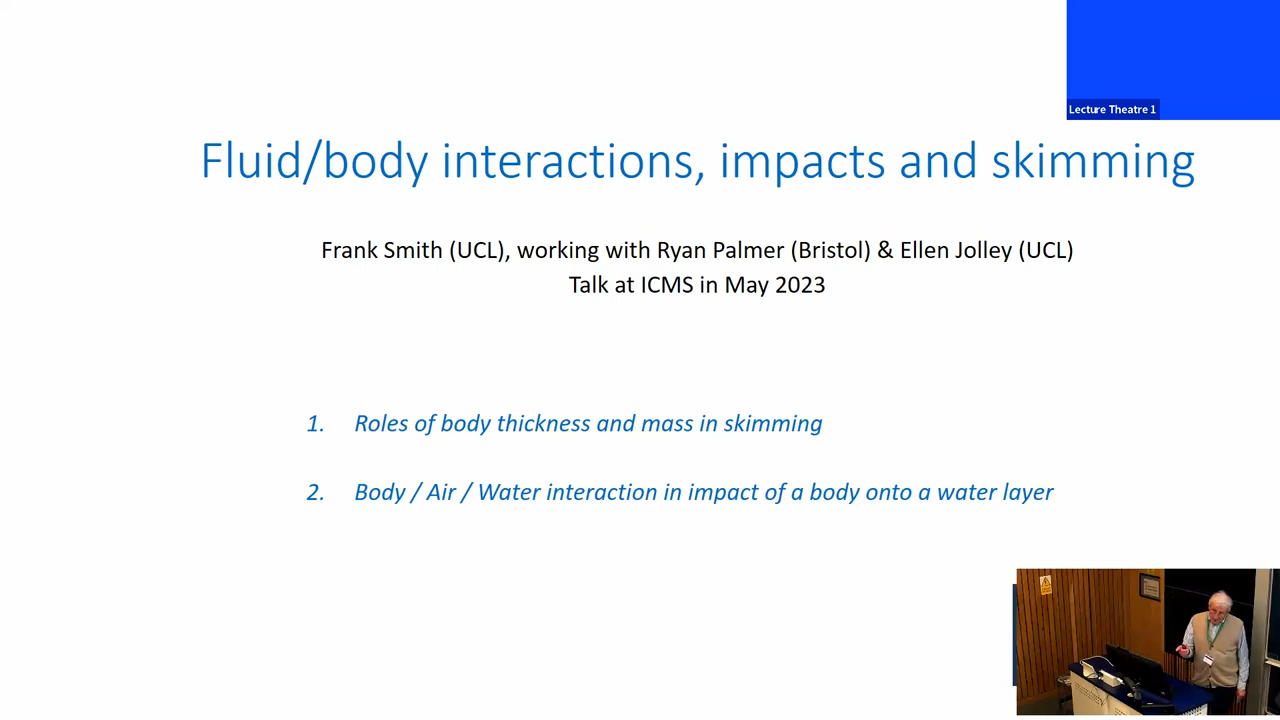 Lecture Theatre 1
Fluid/body interactions, impacts and skimming
Frank Smith (UCL), working with Ryan Palmer (Bristol) & Ellen Jolley (UCL)
Talk at ICMS in May 2023
1. Roles of body thickness and mass in skimming
2. Body / Air / Water interaction in impact of a body onto a water layer